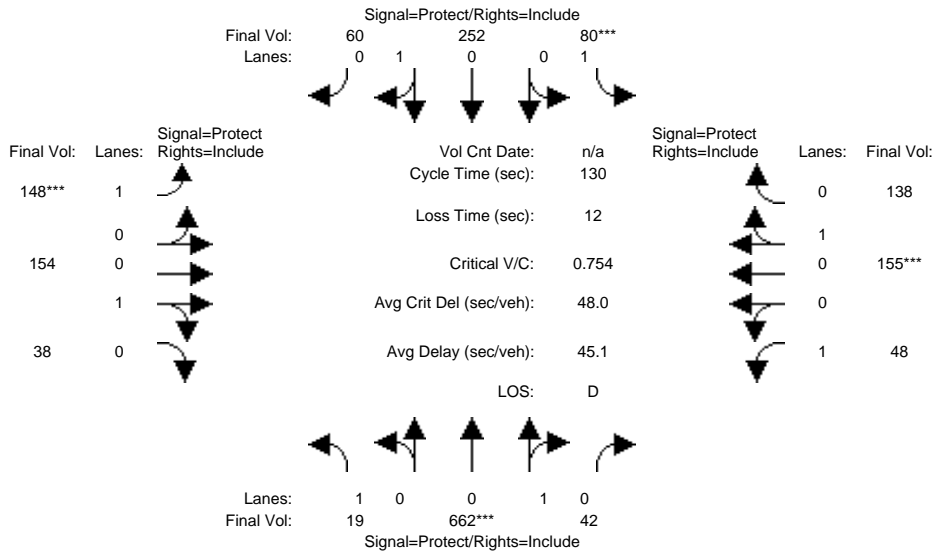 Signal=Protect/Rights=Include
Final Vol: 60 252 80***
Lanes: 0 1 0 0 1
Signal=Protect Signal=Protect
Final Vol: Lanes: Rights=Include Vol Cnt Date: n/a Rights=Include Lanes: Final Vol:
Cycle Time (sec): 130
148*** 1 0 138
Loss Time (sec): 12
0 1
154 0 Critical V/C: 0.754 0 155***
1 Avg Crit Del (sec/veh): 48.0 0
38 0 Avg Delay (sec/veh): 45.1 1 48
LOS: D
Lanes: 1 0 0 1 0
Final Vol: 19 662*** 42
Signal=Protect/Rights=Include